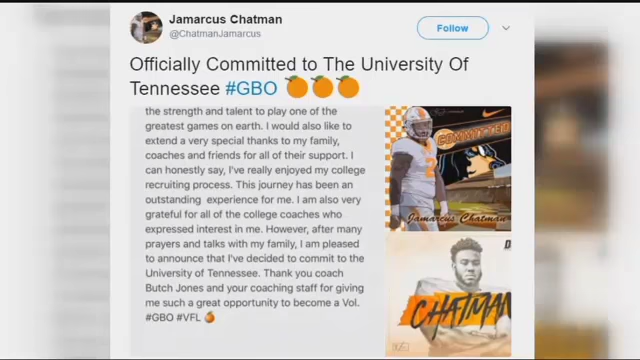 Jamarcus Chatman
@ChatmanJamarcus
Follow
Officially Committed to The University Of
Tennessee #GBO 🍊🍊🍊
the strength and talent to play one of the
greatest games on earth. I would also like to
extend a very special thanks to my family,
coaches and friends for all of their support. I
can honestly say, I've really enjoyed my college
recruiting process. This journey has been an
outstanding experience for me. I am also very
grateful for all of the college coaches who
expressed interest in me. However, after many
prayers and talks with my family, I am pleased
to announce that I've decided to commit to the
University of Tennessee. Thank you coach
Butch Jones and your coaching staff for giving
me such a great opportunity to become a Vol.
#GBO #VFL 🍊
COMMITTED
Jamarcus Chatman
CHATMAN